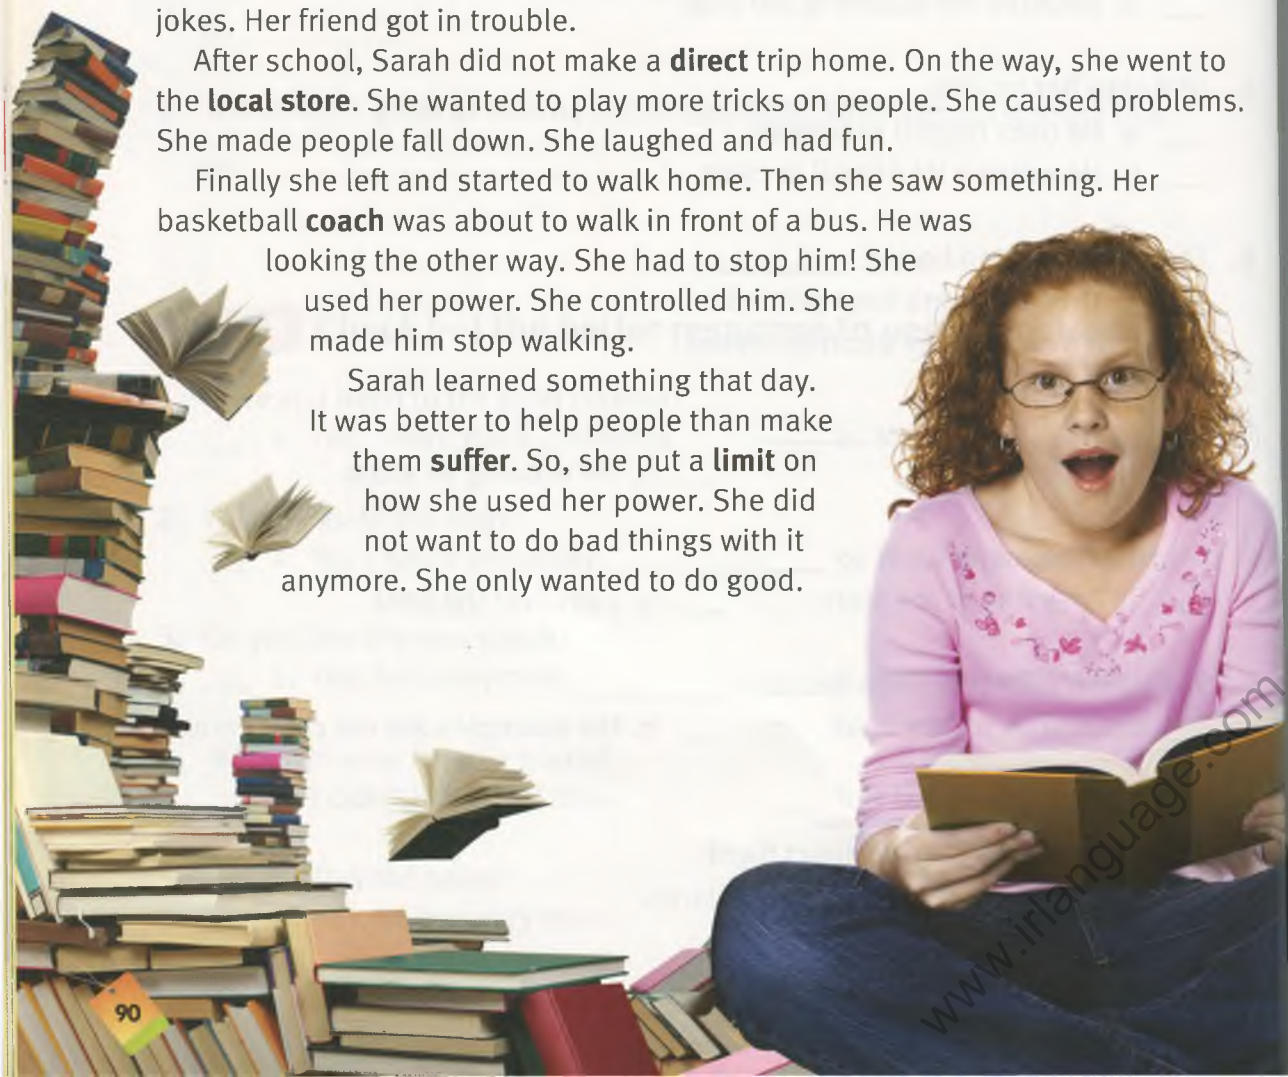 jokes. Her friend got in trouble.
After school, Sarah did not make a direct trip home. On the way, she went to
the local store. She wanted to play more tricks on people. She caused problems.
She made people fall down. She laughed and had fun.
Finally she left and started to walk home. Then she saw something. Her
basketball coach was about to walk in front of a bus. He was
looking the other way. She had to stop him! She
used her power. She controlled him. She
made him stop walking.
Sarah learned something that day.
It was better to help people than make
them suffer. So, she put a limit on
how she used her power. She did
not want to do bad things with it
anymore. She only wanted to do good.
90
www.irlanguage.com